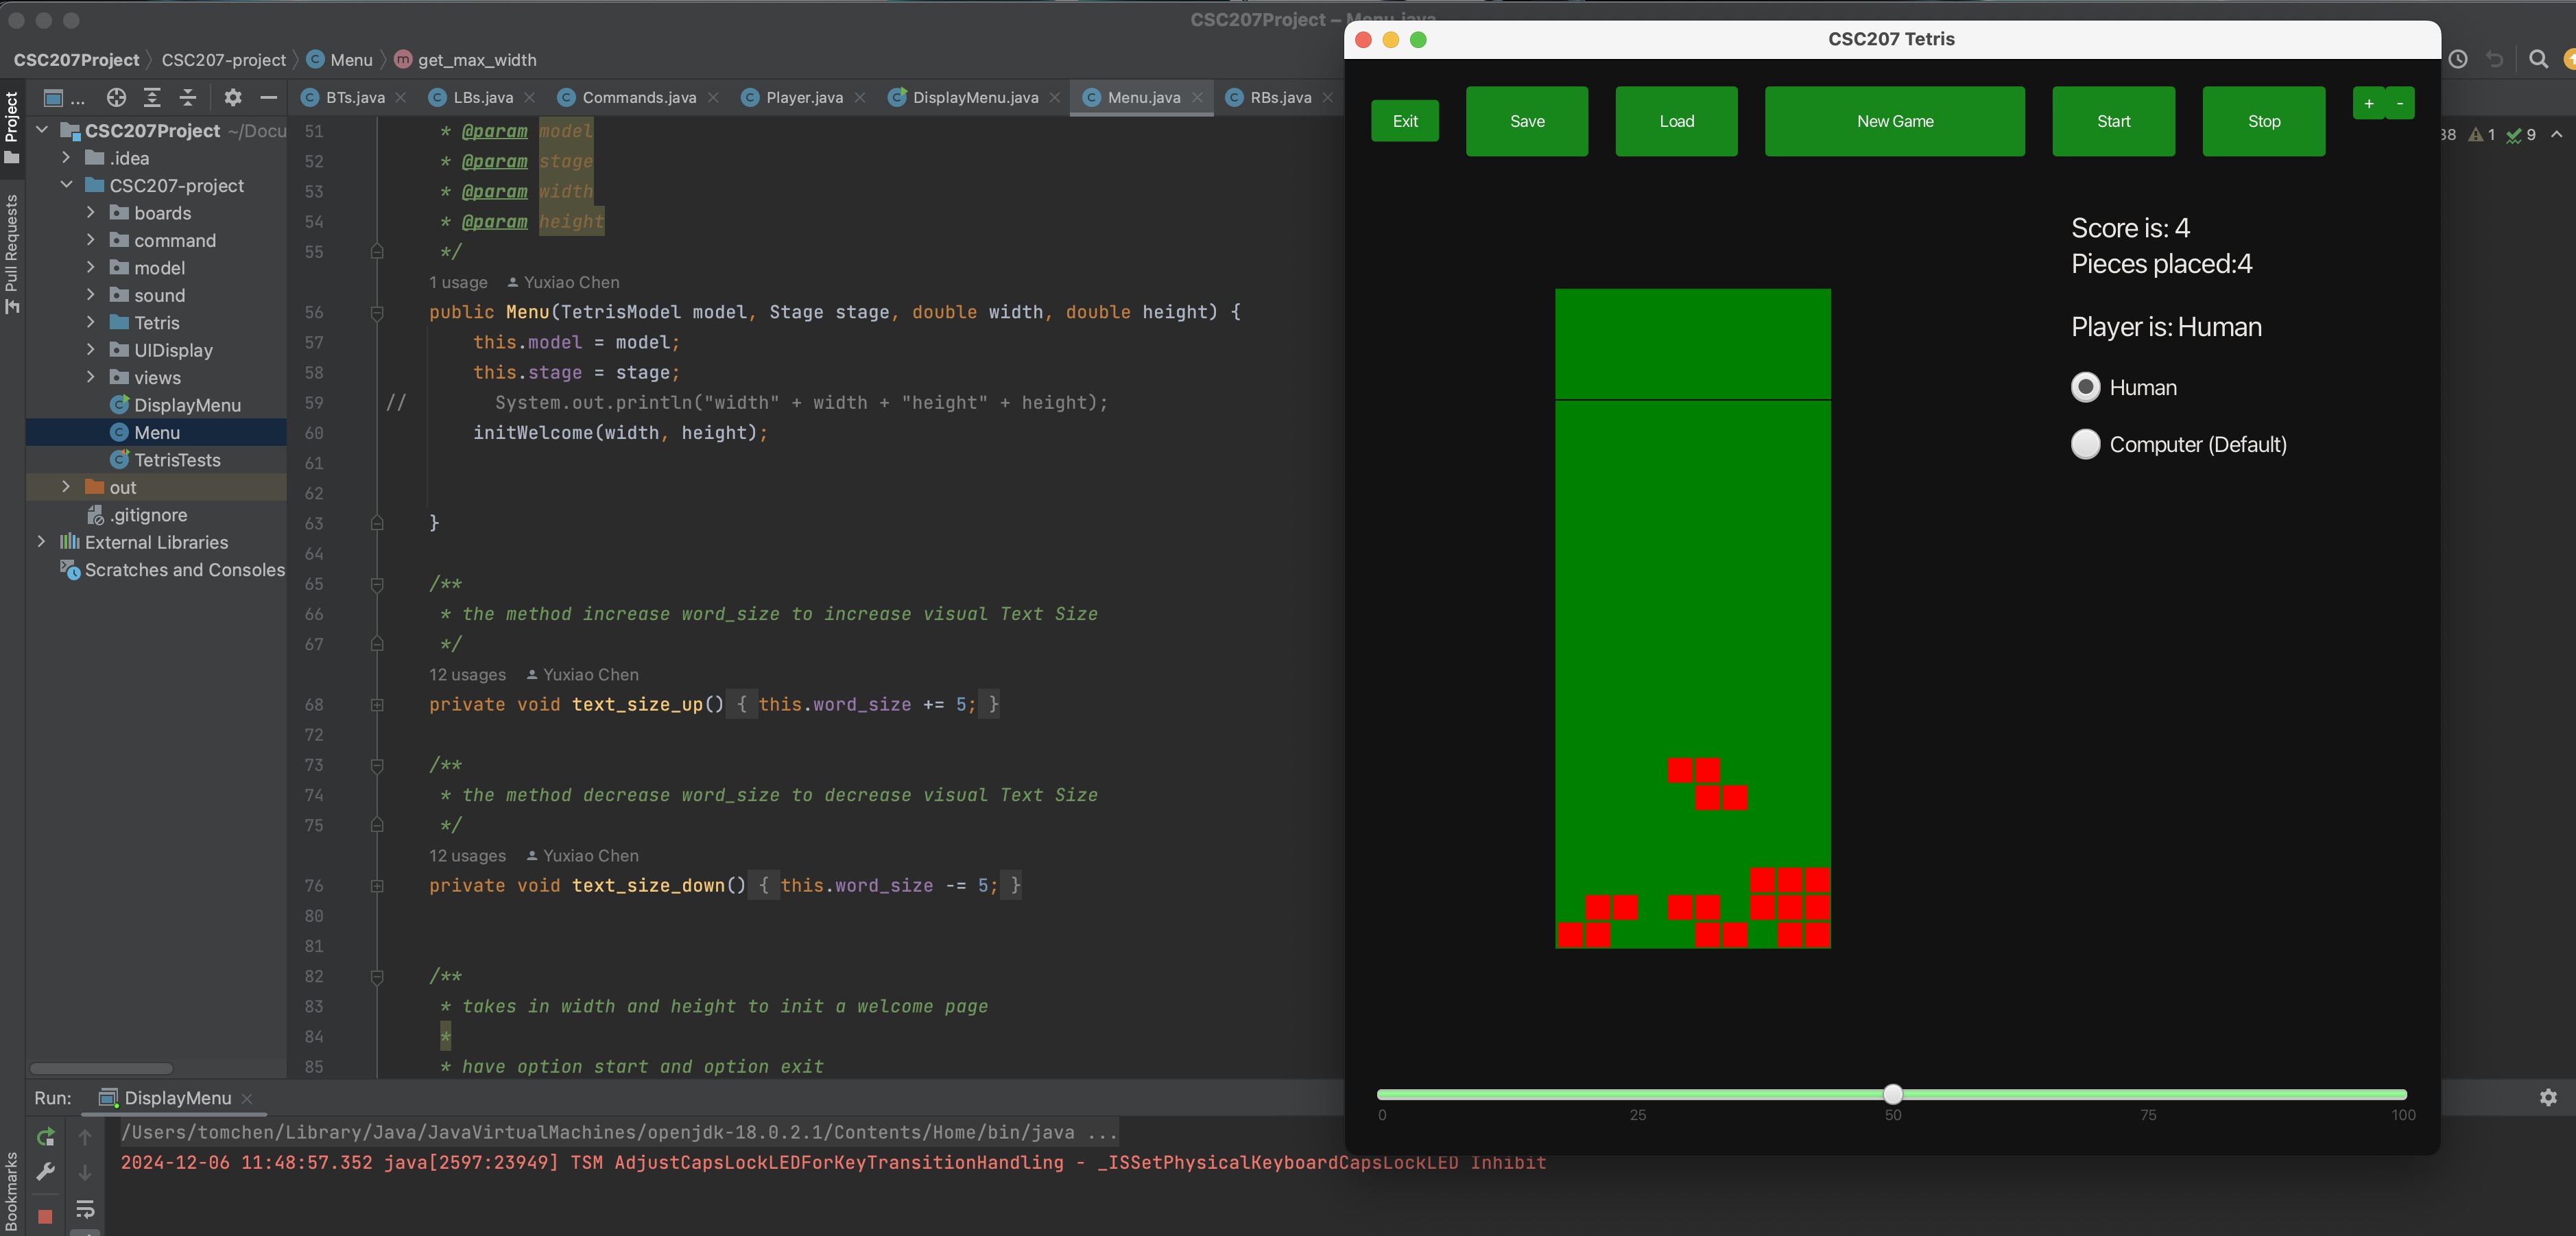 CSC207Project – Menu.java
CSC207Project
CSC207-project
Menu
get_max_width
Project
Pull Requests
Bookmarks
...
CSC207Project ~/Docu
.idea
CSC207-project
boards
command
model
sound
Tetris
UIDisplay
views
DisplayMenu
Menu
TetrisTests
out
.gitignore
External Libraries
Scratches and Consoles
BTs.java
LBs.java
Commands.java
Player.java
DisplayMenu.java
Menu.java
RBs.java
38 1 9
51 * @param model
52 * @param stage
53 * @param width
54 * @param height
55 */
1 usage Yuxiao Chen
56 public Menu(TetrisModel model, Stage stage, double width, double height) {
57 this.model = model;
58 this.stage = stage;
59 // System.out.println("width" + width + "height" + height);
60 initWelcome(width, height);
61
62
63 }
64
65 /**
66 * the method increase word_size to increase visual Text Size
67 */
12 usages Yuxiao Chen
68 private void text_size_up() { this.word_size += 5; }
72
73 /**
74 * the method decrease word_size to decrease visual Text Size
75 */
12 usages Yuxiao Chen
76 private void text_size_down() { this.word_size -= 5; }
80
81
82 /**
83 * takes in width and height to init a welcome page
84 *
85 * have option start and option exit
Run:
DisplayMenu
/Users/tomchen/Library/Java/JavaVirtualMachines/openjdk-18.0.2.1/Contents/Home/bin/java ...
2024-12-06 11:48:57.352 java[2597:23949] TSM AdjustCapsLockLEDForKeyTransitionHandling - _ISSetPhysicalKeyboardCapsLockLED Inhibit
CSC207 Tetris
Exit
Save
Load
New Game
Start
Stop
+
-
Score is: 4
Pieces placed:4
Player is: Human
Human
Computer (Default)
0 25 50 75 100